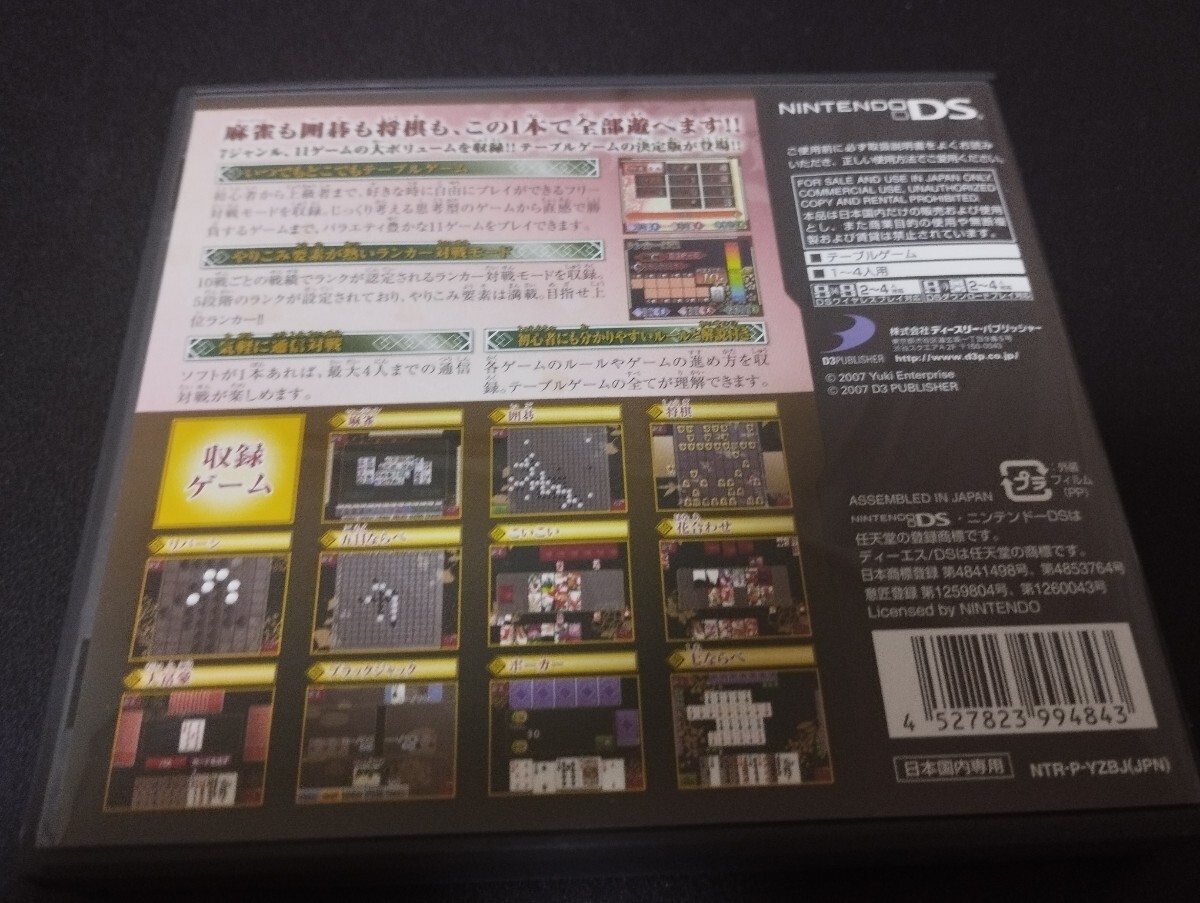 麻雀も囲碁も将棋も、この1本で全部遊べます!!
7ジャンル、11ゲームの大ボリュームを収録!! テーブルゲームの決定版が登場!!
いつでもどこでもテーブルゲーム
初心者から上級者まで、好きな時に自由にプレイができるフリー
対戦モードを収録。じっくり考える思考型のゲームから直感で勝
負するゲームまで、バラエティ豊かな11ゲームをプレイできます。
やりこみ要素が熱いランカー対戦モード
10戦ごとの戦績でランクが認定されるランカー対戦モードを収録。
5段階のランクが設定されており、やりこみ要素は満載。目指せ上
位ランカー!!
気軽に通信対戦
ソフトが1本あれば、最大4人までの通信
対戦が楽しめます。
初心者にも分かりやすいルールと解説付き
各ゲームのルールやゲームの進め方を収
録。テーブルゲームの全てが理解できます。
収録
ゲーム
麻雀
囲碁
将棋
リバーシ
五目ならべ
こいこい
花合わせ
大富豪
ブラックジャック
ポーカー
七ならべ
NINTENDO DS
ご使用前に必ず取扱説明書をよくお読み
いただき、正しい使用方法でご使用ください。
FOR SALE AND USE IN JAPAN ONLY.
COMMERCIAL USE, UNAUTHORIZED
COPY AND RENTAL PROHIBITED.
本品は日本国内だけの販売および使用
とし、また商業目的の使用や無断複
製および賃貸は禁止されています。
テーブルゲーム
1〜4人用
2〜4 2〜4
DSワイヤレスプレイ対応 DSダウンロードプレイ対応
D3PUBLISHER
株式会社ディースリー・パブリッシャー
http://www.d3p.co.jp/
© 2007 Yuki Enterprise
© 2007 D3 PUBLISHER
ASSEMBLED IN JAPAN
プラ
:外装
フィルム
(PP)
NINTENDO DS・ニンテンドーDSは
任天堂の登録商標です。
ディーエス/DSは任天堂の商標です。
日本商標登録 第4841498号、第4853764号
意匠登録 第1259804号、第1260043号
Licensed by NINTENDO
4 527823 994843
日本国内専用
NTR-P-YZBJ(JPN)